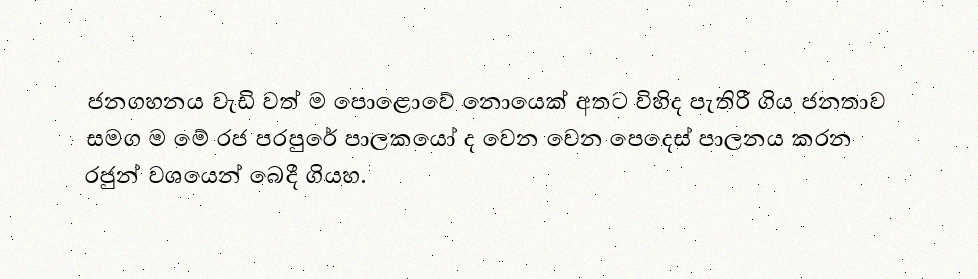 ජනගහනය වැඩි වත් ම පොළොවේ නොයෙක් අතට විහිද පැතිරී ගිය ජනතාව
සමග ම මේ රජ පරපුරේ පාලකයෝ ද වෙන වෙන පෙදෙස් පාලනය කරන
රජුන් වශයෙන් බෙදී ගියහ.